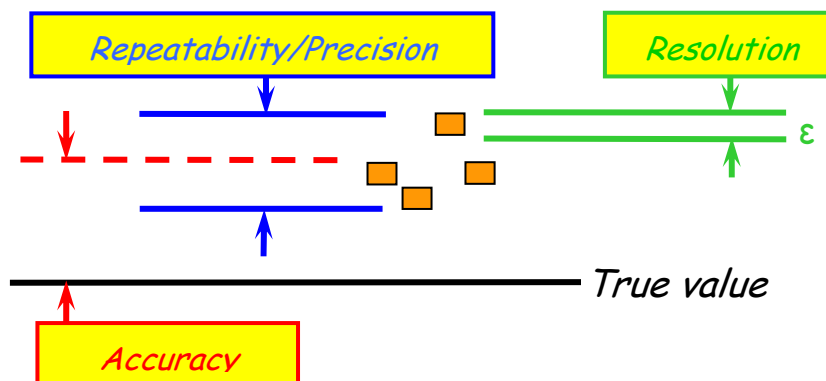 Repeatability/Precision
Resolution
ε
True value
Accuracy